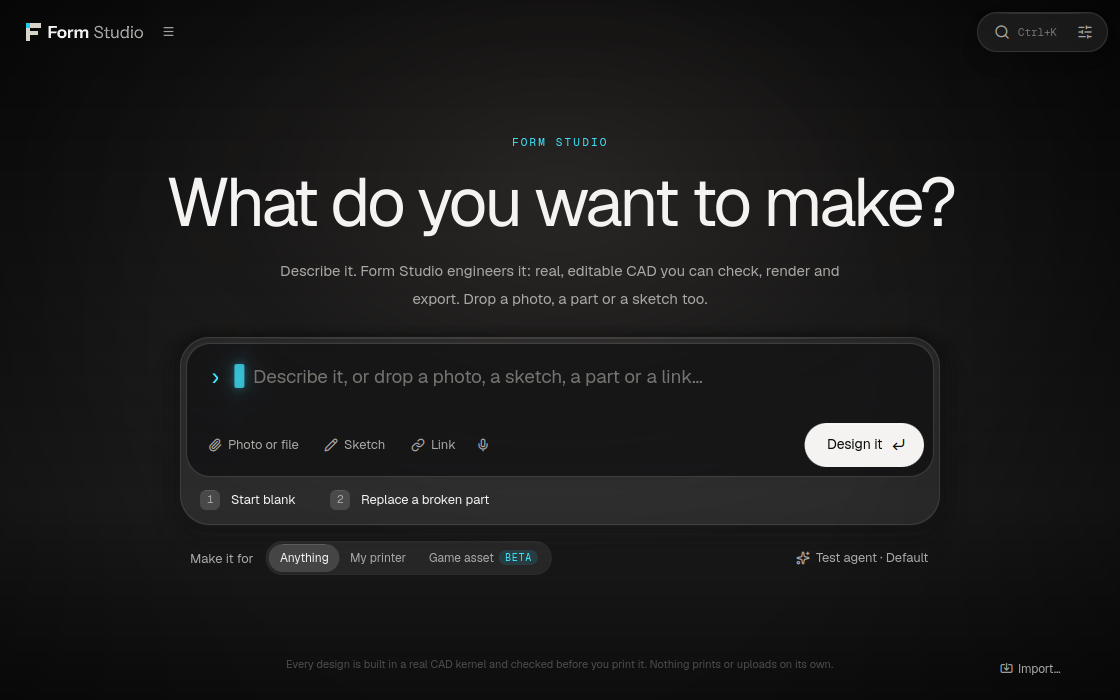 Form Studio
Ctrl+K
FORM STUDIO
What do you want to make?
Describe it. Form Studio engineers it: real, editable CAD you can check, render and
export. Drop a photo, a part or a sketch too.
› Describe it, or drop a photo, a sketch, a part or a link…
Photo or file Sketch Link
Design it
1 Start blank 2 Replace a broken part
Make it for Anything My printer Game asset BETA
Test agent · Default
Every design is built in a real CAD kernel and checked before you print it. Nothing prints or uploads on its own.
Import…